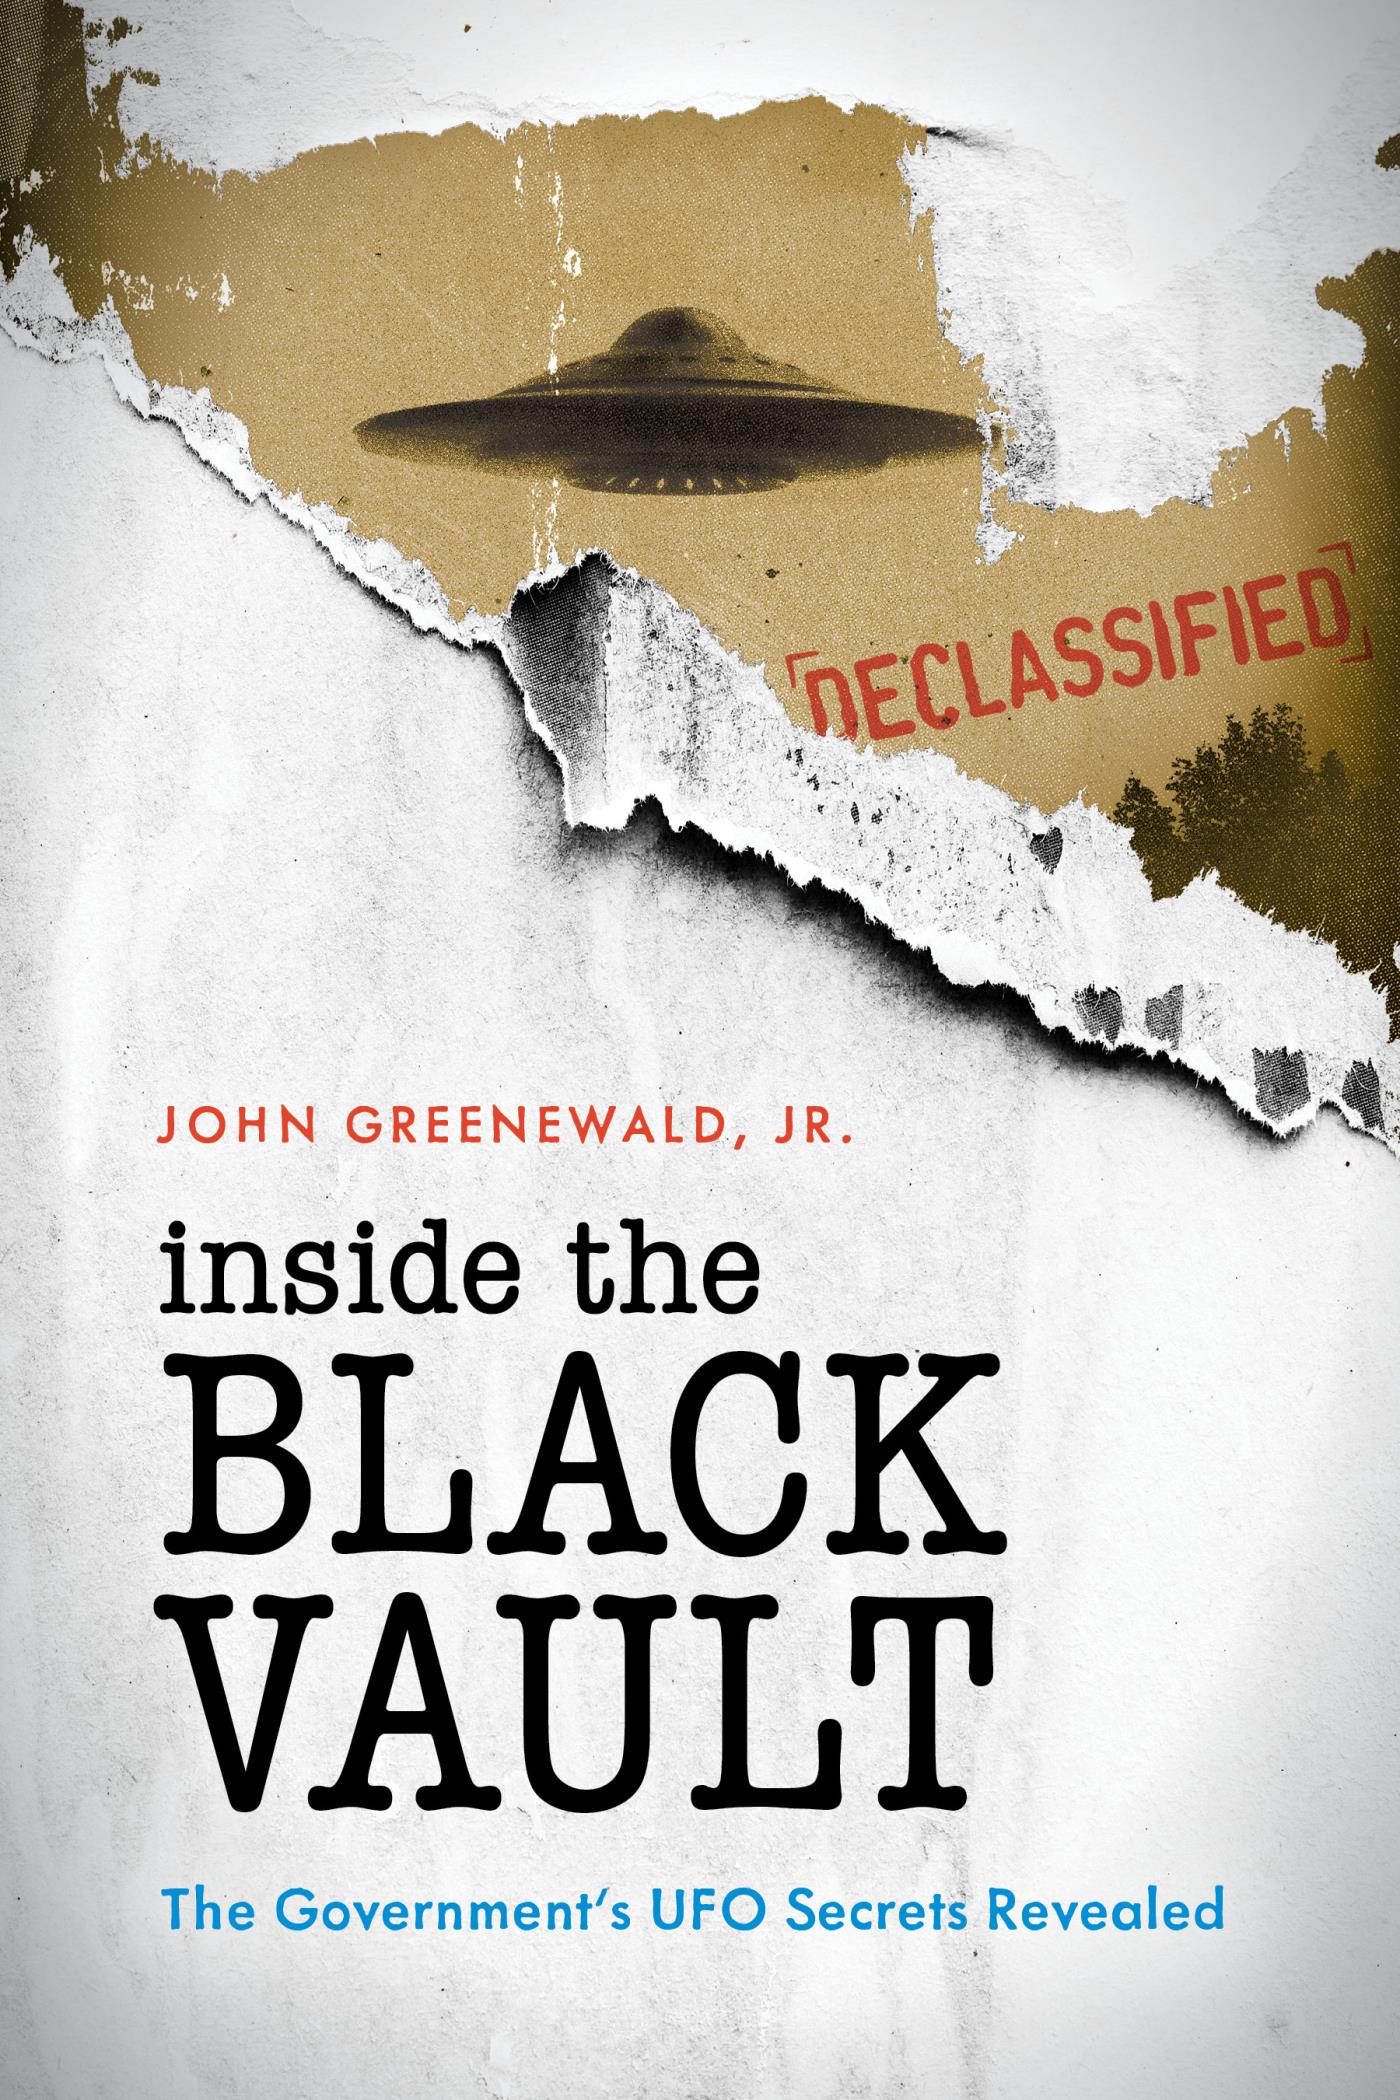 DECLASSIFIED
JOHN GREENEWALD, JR.
inside the
BLACK
VAULT
The Government's UFO Secrets Revealed